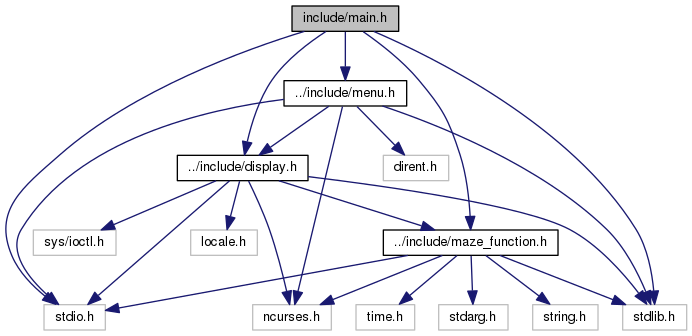 include/main.h
../include/menu.h
../include/display.h
dirent.h
sys/ioctl.h
locale.h
../include/maze_function.h
stdio.h
ncurses.h
time.h
stdarg.h
string.h
stdlib.h